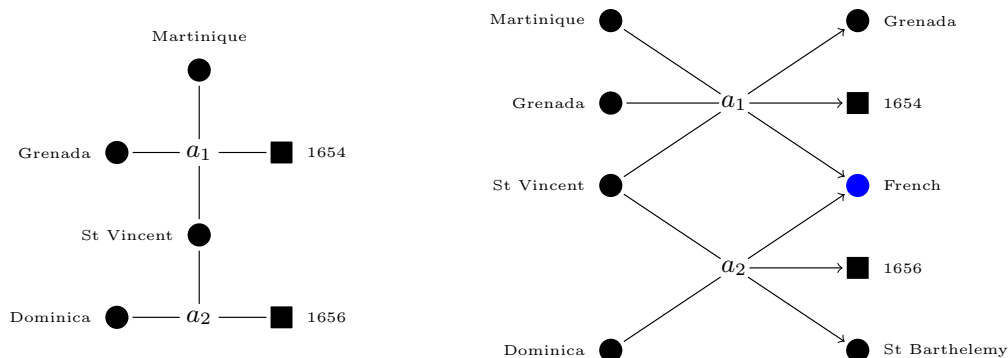 Martinique
a1
Grenada
1654
St Vincent
a2
Dominica
1656
Martinique
Grenada
Grenada
a1
1654
St Vincent
French
a2
1656
Dominica
St Barthelemy